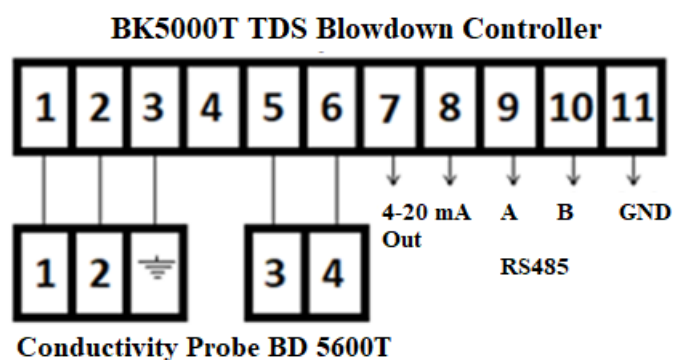 BK5000T TDS Blowdown Controller
1 2 3 4 5 6 7 8 9 10 11
4-20 mA A B GND
Out
RS485
1 2 3 4
Conductivity Probe BD 5600T